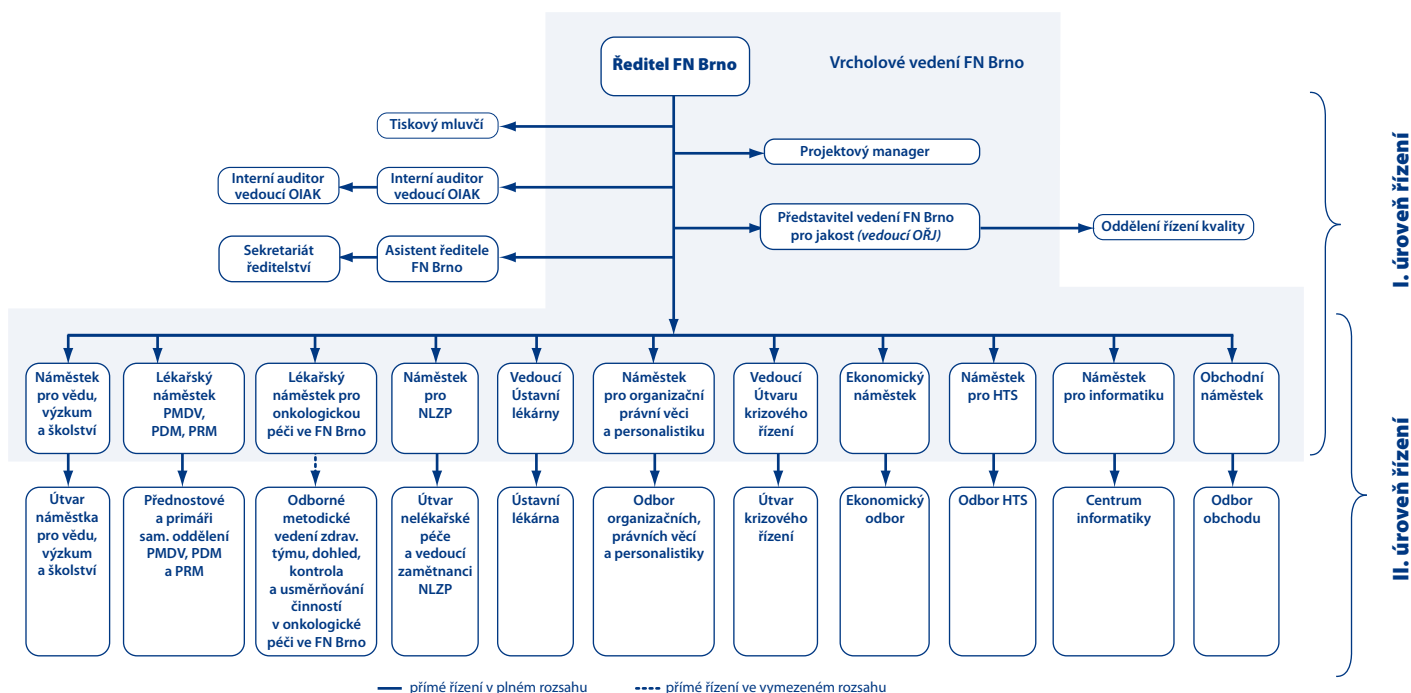 Ředitel FN Brno
Vrcholové vedení FN Brno
Tiskový mluvčí
Projektový manager
Interní auditor
vedoucí OIAK
Interní auditor
vedoucí OIAK
Představitel vedení FN Brno
pro jakost (vedoucí OŘJ)
Oddělení řízení kvality
Sekretariát
ředitelství
Asistent ředitele
FN Brno
I. úroveň řízení
Náměstek
pro vědu,
výzkum
a školství
Lékařský
náměstek
PMDV,
PDM, PRM
Lékařský
náměstek pro
onkologickou
péči ve FN Brno
Náměstek
pro
NLZP
Vedoucí
Ústavní
lékárny
Náměstek
pro organizační
právní věci
a personalistiku
Vedoucí
Útvaru
krizového
řízení
Ekonomický
náměstek
Náměstek
pro HTS
Náměstek
pro informatiku
Obchodní
náměstek
II. úroveň řízení
Útvar
náměstka
pro vědu,
výzkum
a školství
Přednostové
a primáři
sam. oddělení
PMDV, PDM
a PRM
Odborné
metodické
vedení zdrav.
týmu, dohled,
kontrola
a usměrňování
činností
v onkologické
péči ve FN Brno
Útvar
nelékařské
péče
a vedoucí
zamětnanci
NLZP
Ústavní
lékárna
Odbor
organizačních,
právních věcí
a personalistiky
Útvar
krizového
řízení
Ekonomický
odbor
Odbor HTS
Centrum
informatiky
Odbor
obchodu
přímé řízení v plném rozsahu
přímé řízení ve vymezeném rozsahu